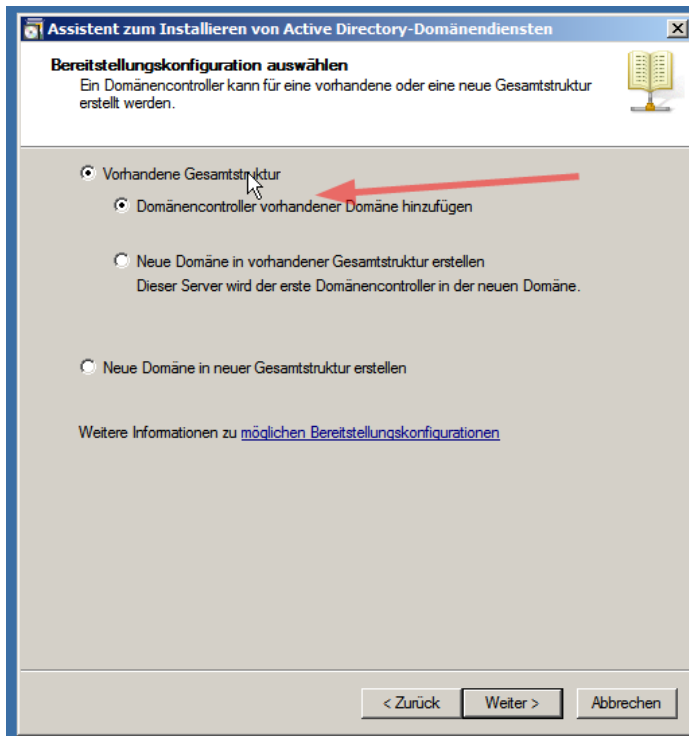 Assistent zum Installieren von Active Directory-Domänendiensten
Bereitstellungskonfiguration auswählen
Ein Domänencontroller kann für eine vorhandene oder eine neue Gesamtstruktur
erstellt werden.
Vorhandene Gesamtstruktur
Domänencontroller vorhandener Domäne hinzufügen
Neue Domäne in vorhandener Gesamtstruktur erstellen
Dieser Server wird der erste Domänencontroller in der neuen Domäne.
Neue Domäne in neuer Gesamtstruktur erstellen
Weitere Informationen zu möglichen Bereitstellungskonfigurationen
< Zurück Weiter > Abbrechen